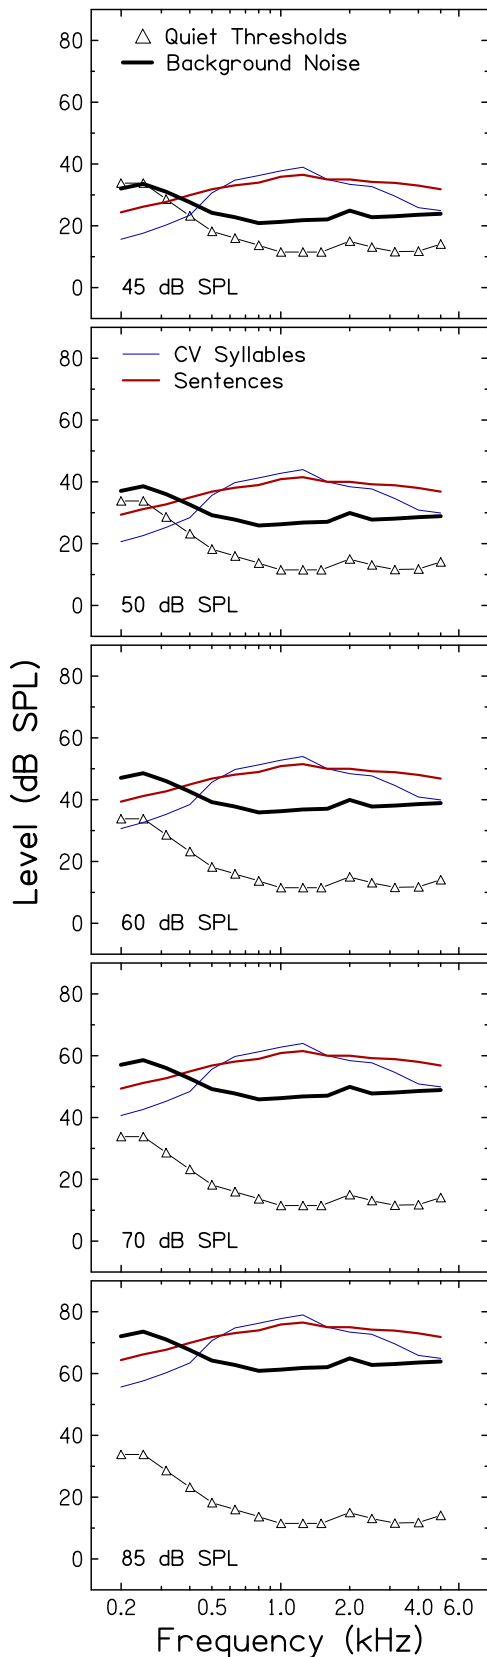 80
Quiet Thresholds
Background Noise
60
40
20
0
45 dB SPL
80
CV Syllables
Sentences
60
40
20
0
50 dB SPL
80
60
40
20
0
60 dB SPL
Level (dB SPL)
80
60
40
20
0
70 dB SPL
80
60
40
20
0
85 dB SPL
0.2 0.5 1.0 2.0 4.0 6.0
Frequency (kHz)